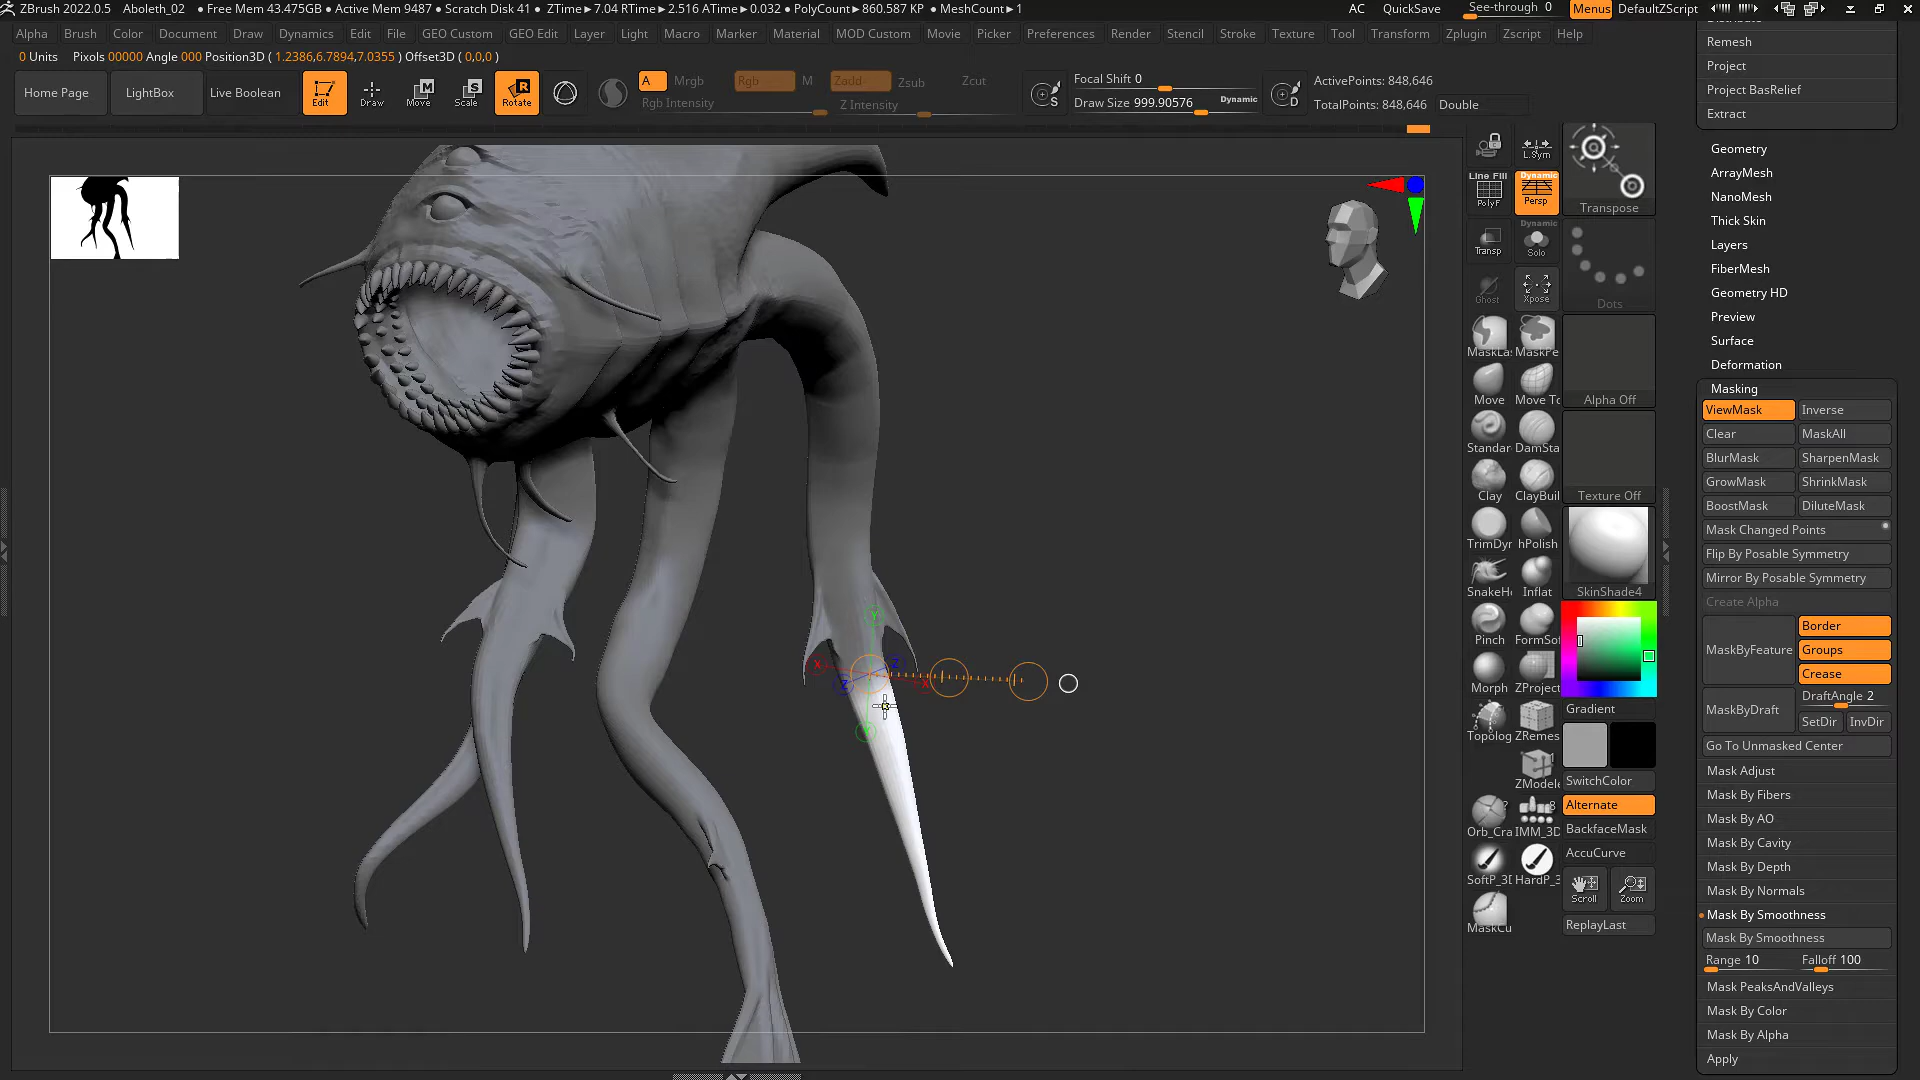 ZBrush 2022.0.5 Aboleth_02 ● Free Mem 43.475GB ● Active Mem 9487 ● Scratch Disk 41 ● ZTime►7.04 RTime►2.516 ATime►0.032 ● PolyCount►860.587 KP ● MeshCount►1 AC QuickSave See-through 0 Menus DefaultZScript
Alpha Brush Color Document Draw Dynamics Edit File GEO Custom GEO Edit Layer Light Macro Marker Material MOD Custom Movie Picker Preferences Render Stencil Stroke Texture Tool Transform Zplugin Zscript Help
0 Units Pixols 00000 Angle 000 Position3D ( 1.2386,6.7894,7.0355 ) Offset3D ( 0,0,0 )
Home Page LightBox Live Boolean Edit Draw Move Scale Rotate
M S R
A Mrgb Rgb M Zadd Zsub Zcut
Rgb Intensity Z Intensity
S Focal Shift 0
Draw Size 999.90576 Dynamic
D ActivePoints: 848,646
TotalPoints: 848,646 Double
L.Sym
Line Fill
PolyF
Dynamic
Persp
Transp
Dynamic
Solo
Ghost
Xpose
MaskLa MaskPe
Move Move To
Standar DamSta
Clay ClayBuil
TrimDyn hPolish
SnakeH Inflat
Pinch FormSof
Morph ZProject
Topolog ZRemes
ZModele
Orb_Cra IMM_3D
SoftP_3D HardP_3
MaskCu
Transpose
Dots
Alpha Off
Texture Off
SkinShade4
Gradient
SwitchColor
Alternate
BackfaceMask
AccuCurve
Scroll Zoom
ReplayLast
X Y Z
Z Y X
Remesh
Project
Project BasRelief
Extract
Geometry
ArrayMesh
NanoMesh
Thick Skin
Layers
FiberMesh
Geometry HD
Preview
Surface
Deformation
Masking
ViewMask Inverse
Clear MaskAll
BlurMask SharpenMask
GrowMask ShrinkMask
BoostMask DiluteMask
Mask Changed Points
Flip By Posable Symmetry
Mirror By Posable Symmetry
Create Alpha
MaskByFeature Border
Groups
Crease
MaskByDraft DraftAngle 2
SetDir InvDir
Go To Unmasked Center
Mask Adjust
Mask By Fibers
Mask By AO
Mask By Cavity
Mask By Depth
Mask By Normals
Mask By Smoothness
Mask By Smoothness
Range 10 Falloff 100
Mask PeaksAndValleys
Mask By Color
Mask By Alpha
Apply